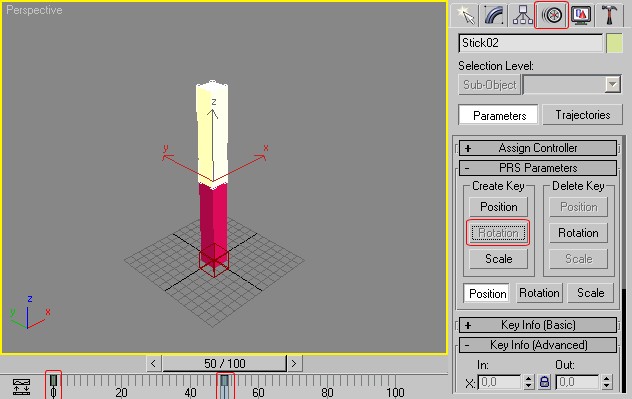 Perspective
z
y
x
z
y
x
<
50 / 100
>
0
20
40
60
80
100
Stick02
Selection Level:
Sub-Object
Parameters
Trajectories
+ Assign Controller
- PRS Parameters
Create Key
Delete Key
Position
Position
Rotation
Rotation
Scale
Scale
Position
Rotation
Scale
+ Key Info (Basic)
- Key Info (Advanced)
In:
Out:
X: 0,0
0,0